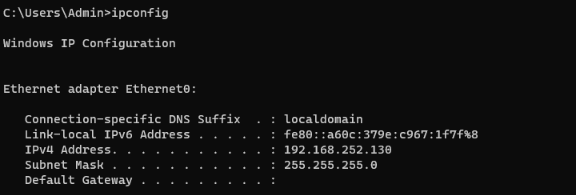 C:\Users\Admin>ipconfig
Windows IP Configuration
Ethernet adapter Ethernet0:
Connection-specific DNS Suffix  . : localdomain
Link-local IPv6 Address . . . . . : fe80::a60c:379e:c967:1f7f%8
IPv4 Address. . . . . . . . . . . : 192.168.252.130
Subnet Mask . . . . . . . . . . . : 255.255.255.0
Default Gateway . . . . . . . . . :